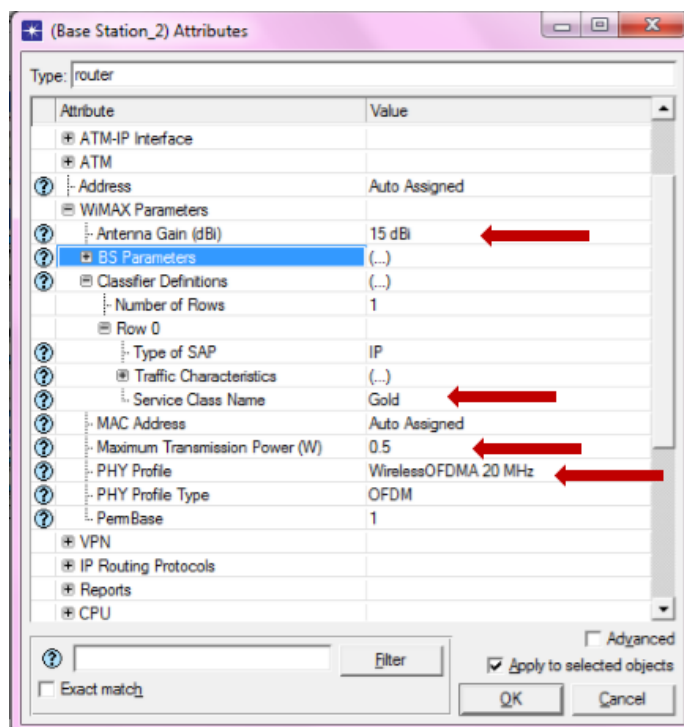 (Base Station_2) Attributes
Type: router
Attribute Value
ATM-IP Interface
ATM
Address Auto Assigned
WiMAX Parameters
Antenna Gain (dBi) 15 dBi
BS Parameters (...)
Classifier Definitions (...)
Number of Rows 1
Row 0
Type of SAP IP
Traffic Characteristics (...)
Service Class Name Gold
MAC Address Auto Assigned
Maximum Transmission Power (W) 0.5
PHY Profile WirelessOFDMA 20 MHz
PHY Profile Type OFDM
PermBase 1
VPN
IP Routing Protocols
Reports
CPU
Advanced
Filter
Apply to selected objects
Exact match
OK Cancel